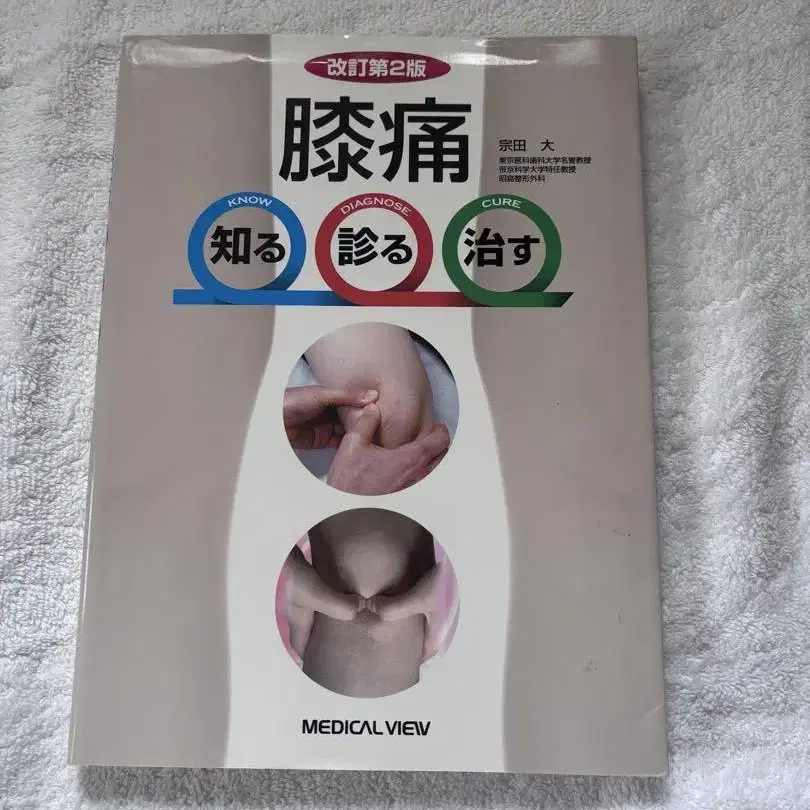 改訂第2版
膝痛
宗田 大
東京医科歯科大学名誉教授
帝京科学大学特任教授
昭島整形外科
KNOW
知る
DIAGNOSE
診る
CURE
治す
MEDICAL VIEW